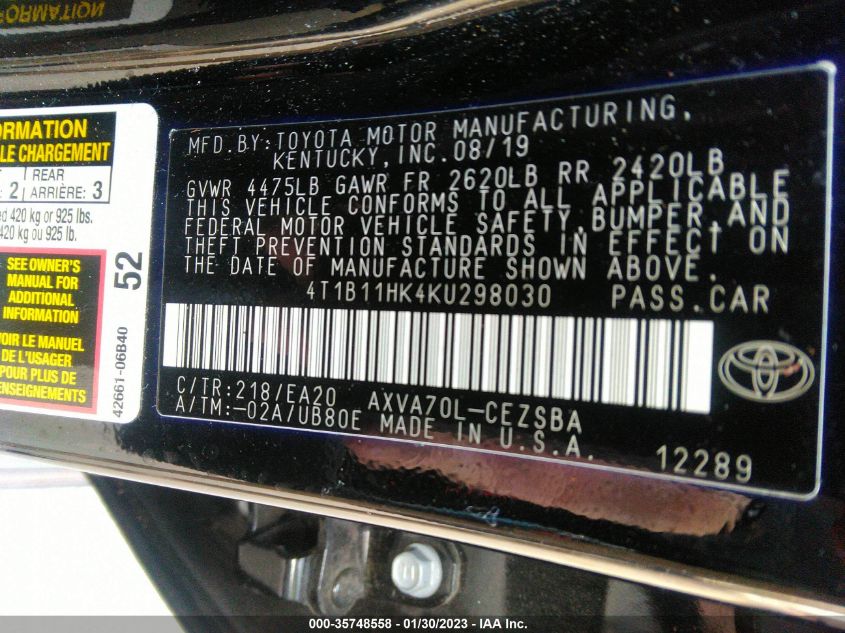 FORMATION
ORMATION
LE CHARGEMENT
2 REAR
ARRIÈRE: 3
ed 420 kg or 925 lbs.
420 kg ou 925 lb.
SEE OWNER'S
MANUAL FOR
ADDITIONAL
INFORMATION
VOIR LE MANUEL
DE L'USAGER
POUR PLUS DE
RENSEIGNEMENTS
52
42661-06B40
MFD.BY:TOYOTA MOTOR MANUFACTURING,
KENTUCKY, INC.08/19
GVWR 4475LB GAWR FR 2620LB RR 2420LB
THIS VEHICLE CONFORMS TO ALL APPLICABLE
FEDERAL MOTOR VEHICLE SAFETY,BUMPER,AND
THEFT PREVENTION STANDARDS IN EFFECT ON
THE DATE OF MANUFACTURE SHOWN ABOVE.
4T1B11HK4KU298030 PASS.CAR
C/TR:218/EA20 AXVA70L-CEZSBA
A/TM:-02A/UB80E MADE IN U.S.A.
12289
000-35748558 - 01/30/2023 - IAA Inc.